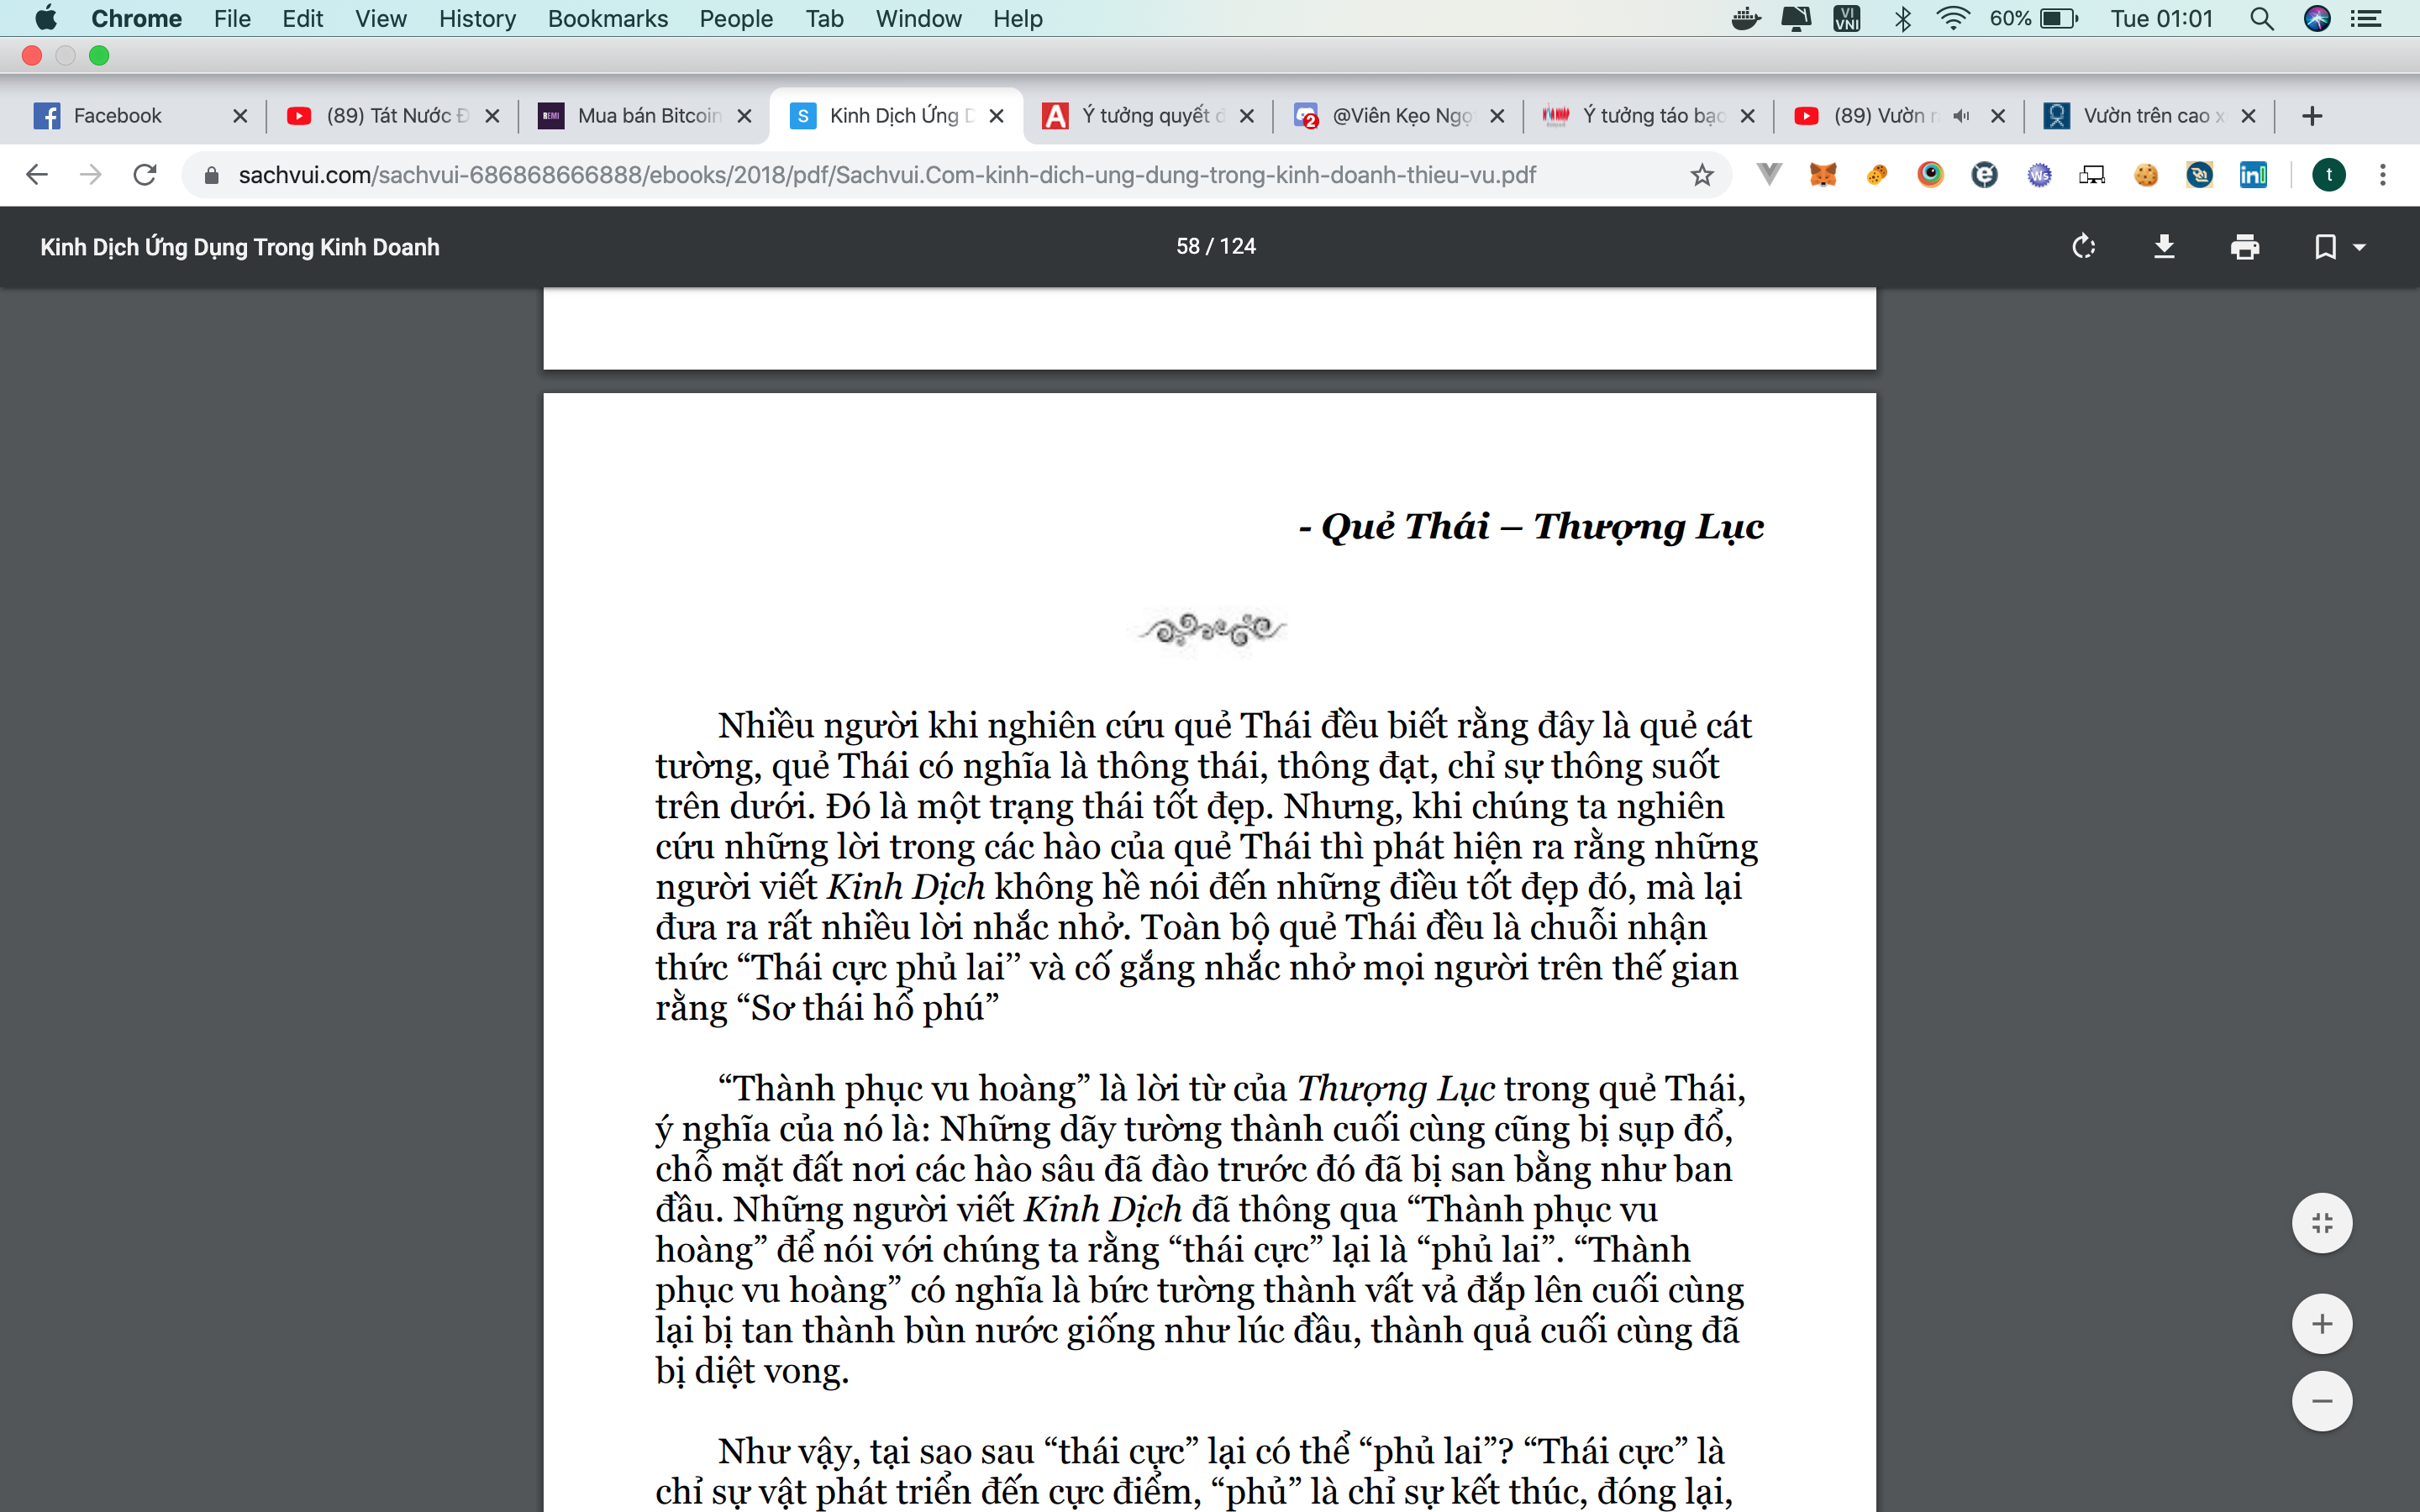 Chrome File Edit View History Bookmarks People Tab Window Help VI VNI 60% Tue 01:01
Facebook (89) Tát Nước Đ REMI Mua bán Bitcoin S Kinh Dịch Ứng D A Ý tưởng quyết đ 2 @Viên Kẹo Ngọ Ý tưởng táo bạo (89) Vườn r Vườn trên cao x
sachvui.com/sachvui-686868666888/ebooks/2018/pdf/Sachvui.Com-kinh-dich-ung-dung-trong-kinh-doanh-thieu-vu.pdf Ws in t
Kinh Dịch Ứng Dụng Trong Kinh Doanh 58 / 124
- Quẻ Thái – Thượng Lục
Nhiều người khi nghiên cứu quẻ Thái đều biết rằng đây là quẻ cát
tường, quẻ Thái có nghĩa là thông thái, thông đạt, chỉ sự thông suốt
trên dưới. Đó là một trạng thái tốt đẹp. Nhưng, khi chúng ta nghiên
cứu những lời trong các hào của quẻ Thái thì phát hiện ra rằng những
người viết Kinh Dịch không hề nói đến những điều tốt đẹp đó, mà lại
đưa ra rất nhiều lời nhắc nhở. Toàn bộ quẻ Thái đều là chuỗi nhận
thức “Thái cực phủ lai’’ và cố gắng nhắc nhở mọi người trên thế gian
rằng “Sơ thái hổ phú”
“Thành phục vu hoàng” là lời từ của Thượng Lục trong quẻ Thái,
ý nghĩa của nó là: Những dãy tường thành cuối cùng cũng bị sụp đổ,
chỗ mặt đất nơi các hào sâu đã đào trước đó đã bị san bằng như ban
đầu. Những người viết Kinh Dịch đã thông qua “Thành phục vu
hoàng” để nói với chúng ta rằng “thái cực” lại là “phủ lai”. “Thành
phục vu hoàng” có nghĩa là bức tường thành vất vả đắp lên cuối cùng
lại bị tan thành bùn nước giống như lúc đầu, thành quả cuối cùng đã
bị diệt vong.
Như vậy, tại sao sau “thái cực” lại có thể “phủ lai”? “Thái cực” là
chỉ sự vật phát triển đến cực điểm, “phủ” là chỉ sự kết thúc, đóng lại,